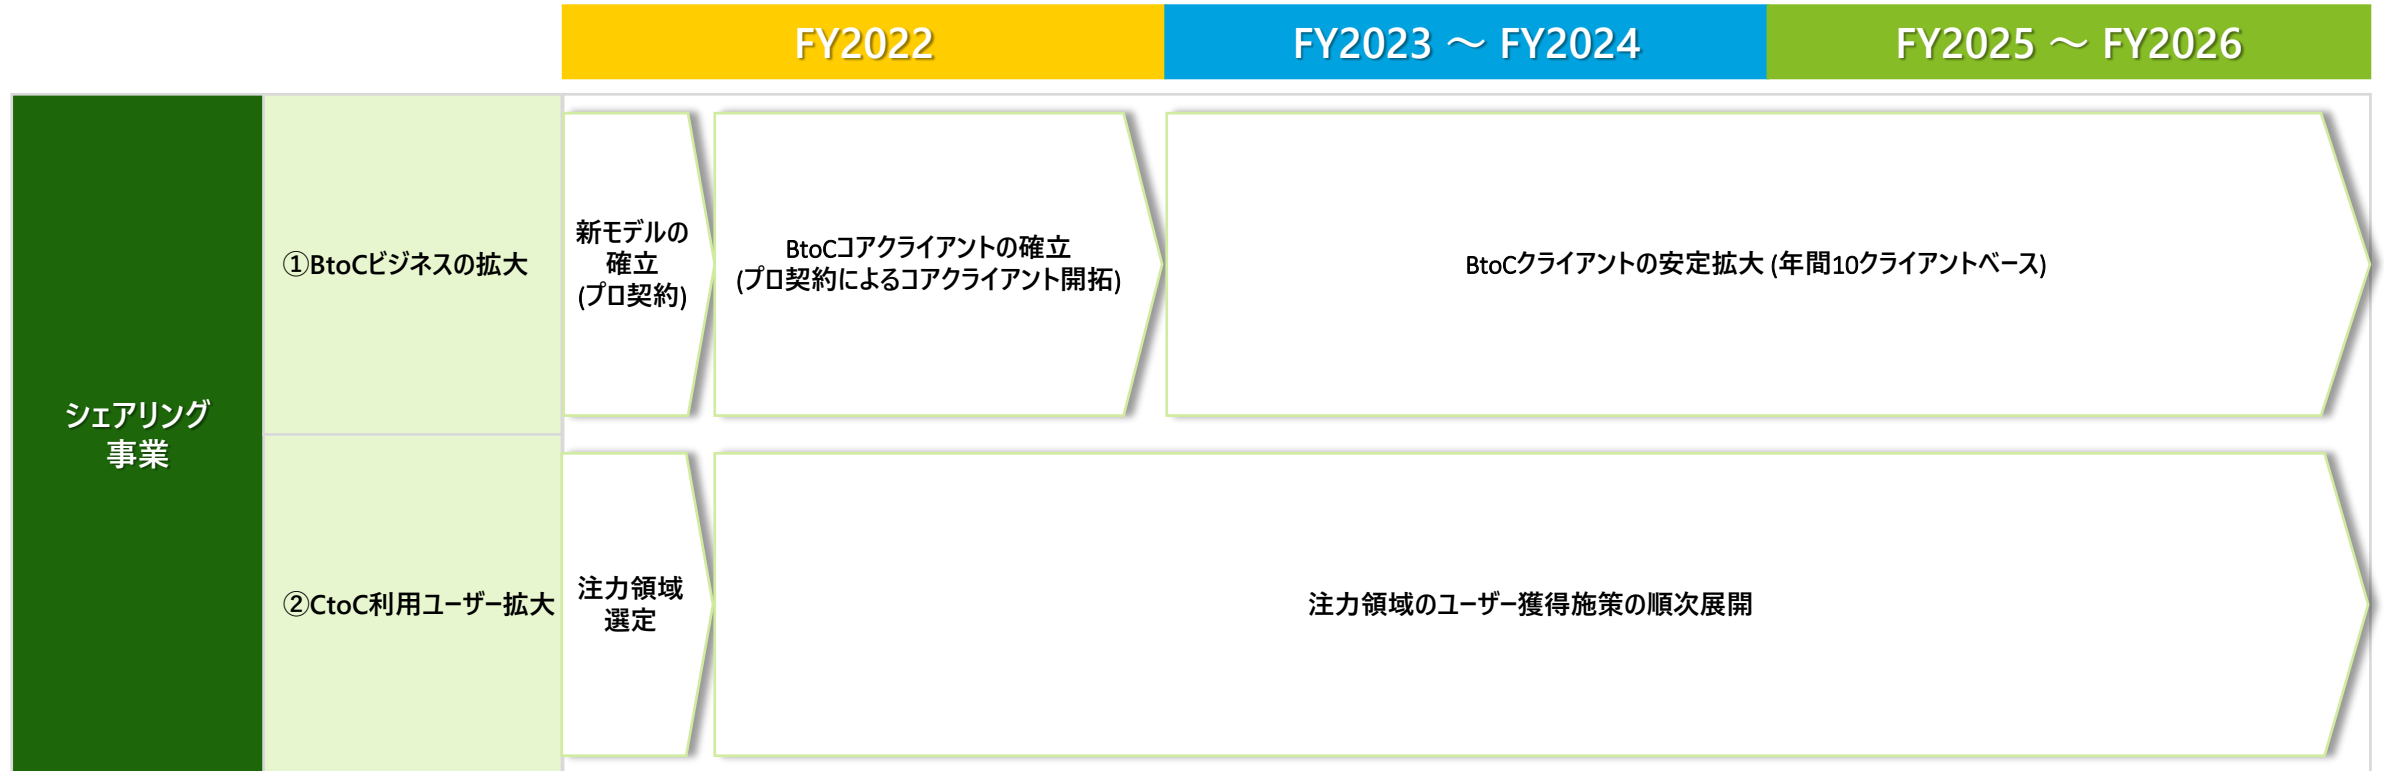 FY2022
FY2023 ～ FY2024
FY2025 ～ FY2026
シェアリング
事業
①BtoCビジネスの拡大
新モデルの
確立
(プロ契約)
BtoCコアクライアントの確立
(プロ契約によるコアクライアント開拓)
BtoCクライアントの安定拡大 (年間10クライアントベース)
②CtoC利用ユーザー拡大
注力領域
選定
注力領域のユーザー獲得施策の順次展開